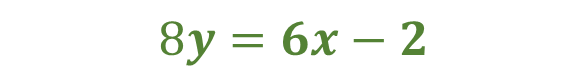 8y = 6x − 2